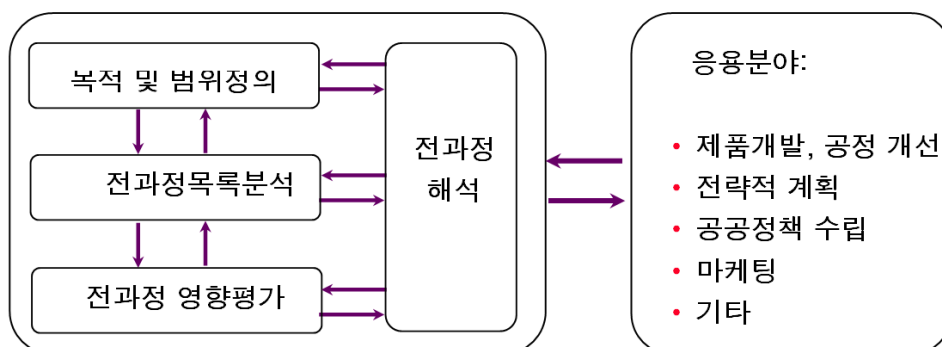 복적 및 범위정의
전과정목록분석
전과정 영향평가
전과정
해석
응용분야:
• 제품개발, 공정 개선
• 전략적 계획
• 공공정책 수립
• 마케팅
• 기타